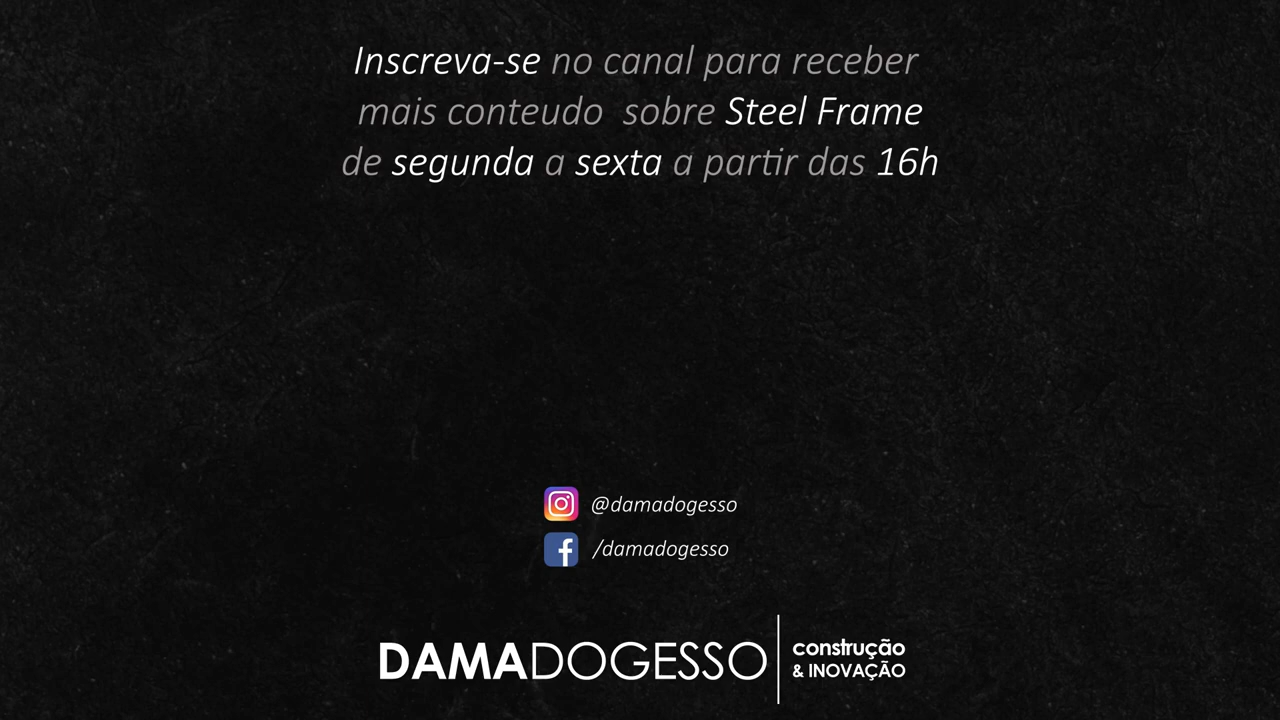 Inscreva-se no canal para receber
mais conteudo sobre Steel Frame
de segunda a sexta a partir das 16h
@damadogesso
/damadogesso
DAMADOGESSO
construção
& INOVAÇÃO